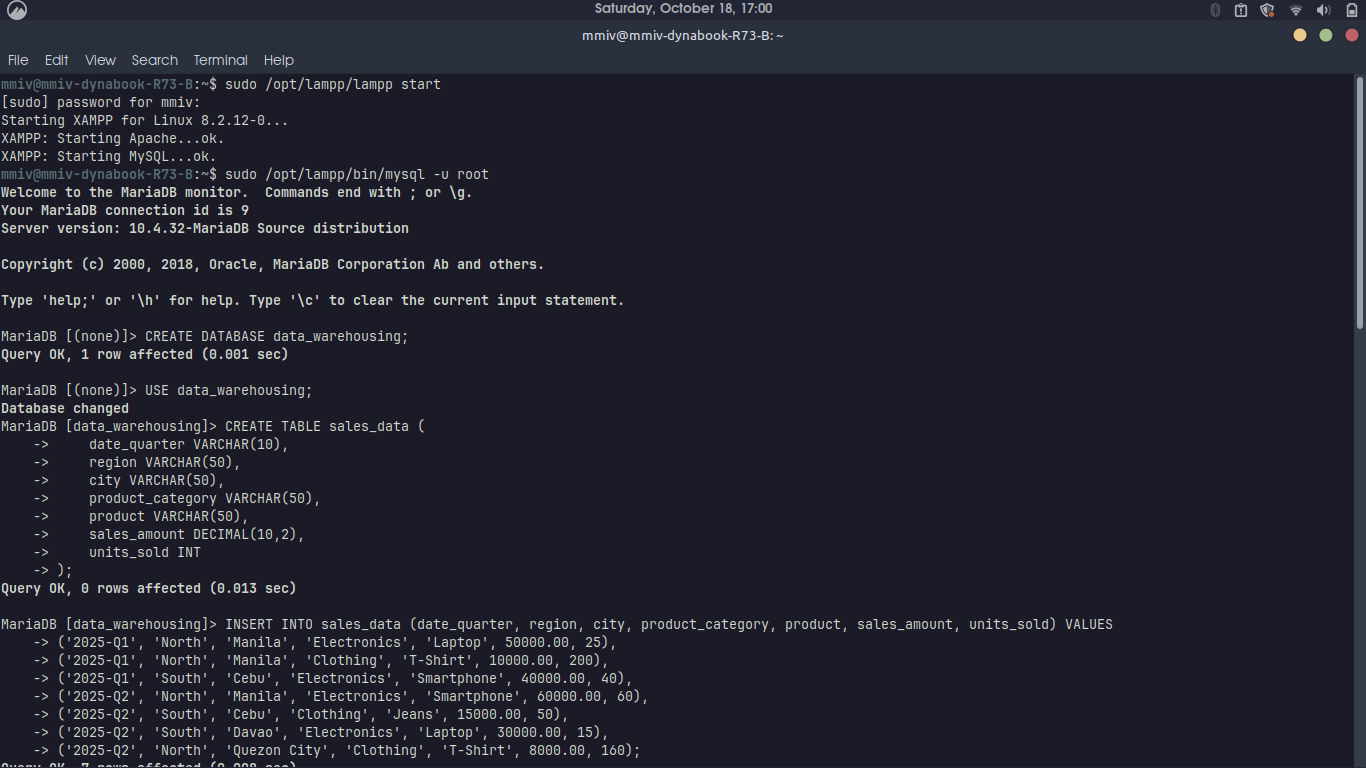 Saturday, October 18, 17:00
mmiv@mmiv-dynabook-R73-B: ~
File Edit View Search Terminal Help
mmiv@mmiv-dynabook-R73-B:~$ sudo /opt/lampp/lampp start
[sudo] password for mmiv:
Starting XAMPP for Linux 8.2.12-0...
XAMPP: Starting Apache...ok.
XAMPP: Starting MySQL...ok.
mmiv@mmiv-dynabook-R73-B:~$ sudo /opt/lampp/bin/mysql -u root
Welcome to the MariaDB monitor.  Commands end with ; or \g.
Your MariaDB connection id is 9
Server version: 10.4.32-MariaDB Source distribution
Copyright (c) 2000, 2018, Oracle, MariaDB Corporation Ab and others.
Type 'help;' or '\h' for help. Type '\c' to clear the current input statement.
MariaDB [(none)]> CREATE DATABASE data_warehousing;
Query OK, 1 row affected (0.001 sec)
MariaDB [(none)]> USE data_warehousing;
Database changed
MariaDB [data_warehousing]> CREATE TABLE sales_data (
    ->     date_quarter VARCHAR(10),
    ->     region VARCHAR(50),
    ->     city VARCHAR(50),
    ->     product_category VARCHAR(50),
    ->     product VARCHAR(50),
    ->     sales_amount DECIMAL(10,2),
    ->     units_sold INT
    -> );
Query OK, 0 rows affected (0.013 sec)
MariaDB [data_warehousing]> INSERT INTO sales_data (date_quarter, region, city, product_category, product, sales_amount, units_sold) VALUES
    -> ('2025-Q1', 'North', 'Manila', 'Electronics', 'Laptop', 50000.00, 25),
    -> ('2025-Q1', 'North', 'Manila', 'Clothing', 'T-Shirt', 10000.00, 200),
    -> ('2025-Q1', 'South', 'Cebu', 'Electronics', 'Smartphone', 40000.00, 40),
    -> ('2025-Q2', 'North', 'Manila', 'Electronics', 'Smartphone', 60000.00, 60),
    -> ('2025-Q2', 'South', 'Cebu', 'Clothing', 'Jeans', 15000.00, 50),
    -> ('2025-Q2', 'South', 'Davao', 'Electronics', 'Laptop', 30000.00, 15),
    -> ('2025-Q2', 'North', 'Quezon City', 'Clothing', 'T-Shirt', 8000.00, 160);
Query OK, 7 rows affected